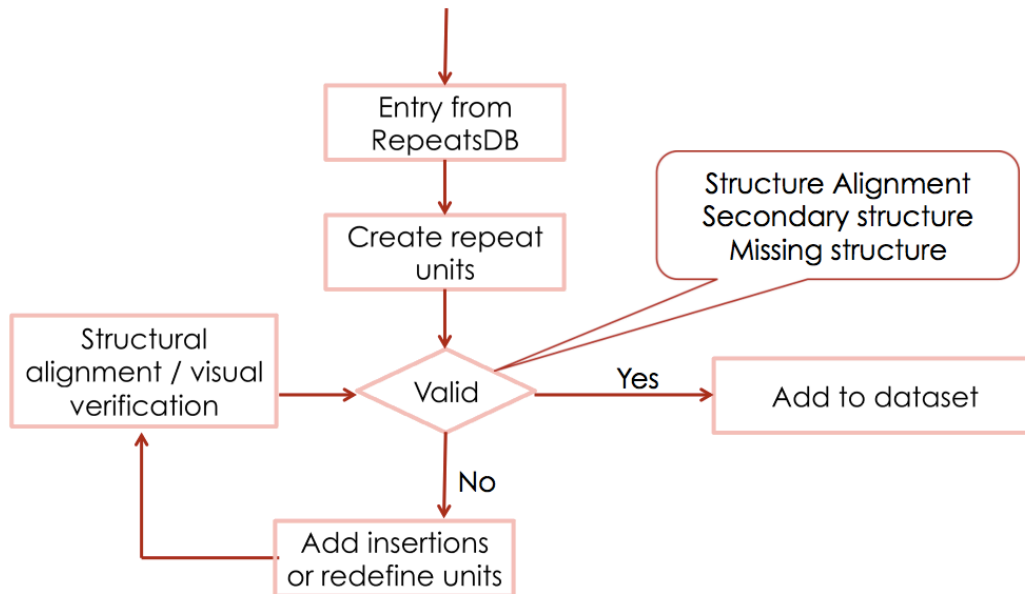 Entry from
RepeatsDB
Structure Alignment
Secondary structure
Missing structure
Create repeat
units
Structural
alignment / visual
verification
Valid
Yes
Add to dataset
No
Add insertions
or redefine units